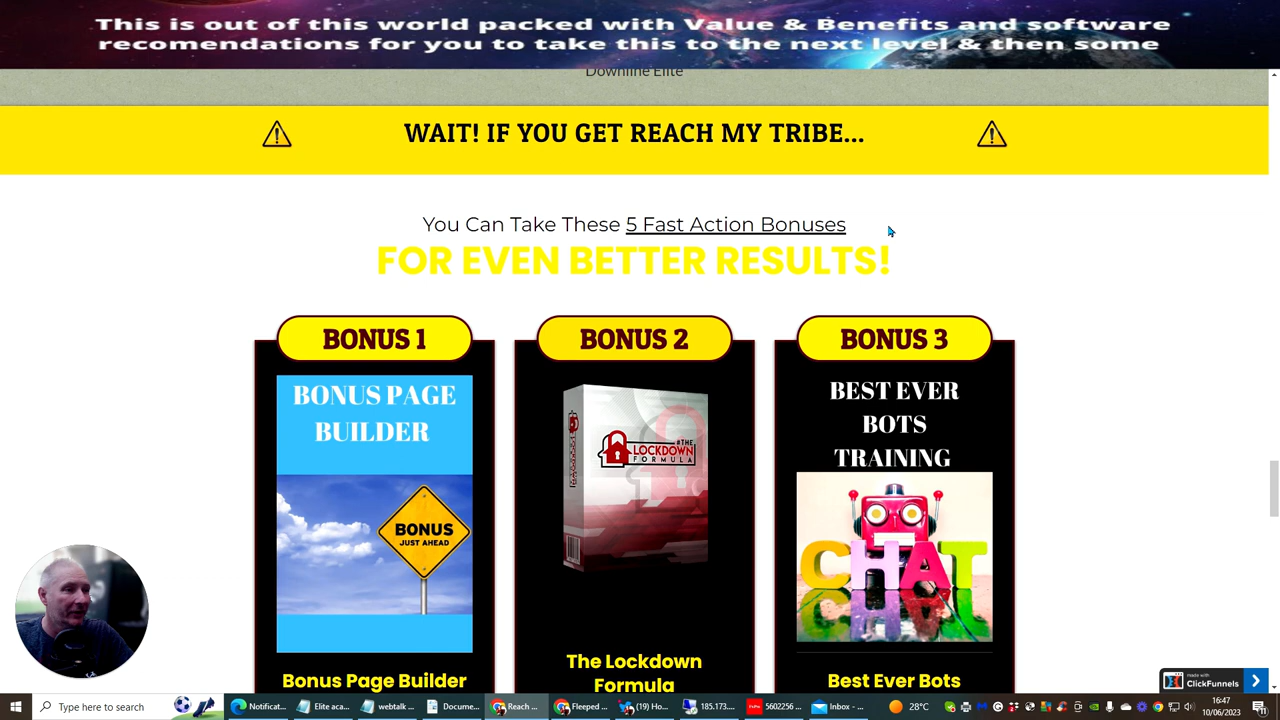 This is out of this world packed with Value & Benefits and software
recomendations for you to take this to the next level & then some
Downline Elite
WAIT! IF YOU GET REACH MY TRIBE...
You Can Take These 5 Fast Action Bonuses
FOR EVEN BETTER RESULTS!
BONUS 1
BONUS 2
BONUS 3
BONUS PAGE
BUILDER
BONUS
JUST AHEAD
Bonus Page Builder
#THE
LOCKDOWN
FORMULA
The Lockdown
Formula
BEST EVER
BOTS
TRAINING
CHAT
Best Ever Bots
made with
ClickFunnels
Type here to search
Notificat...
Elite aca...
webtalk ...
Docume...
Reach ...
Fleeped ...
(19) Ho...
185.173....
5602256 ...
Inbox - ...
28°C
16:47
10/06/2023